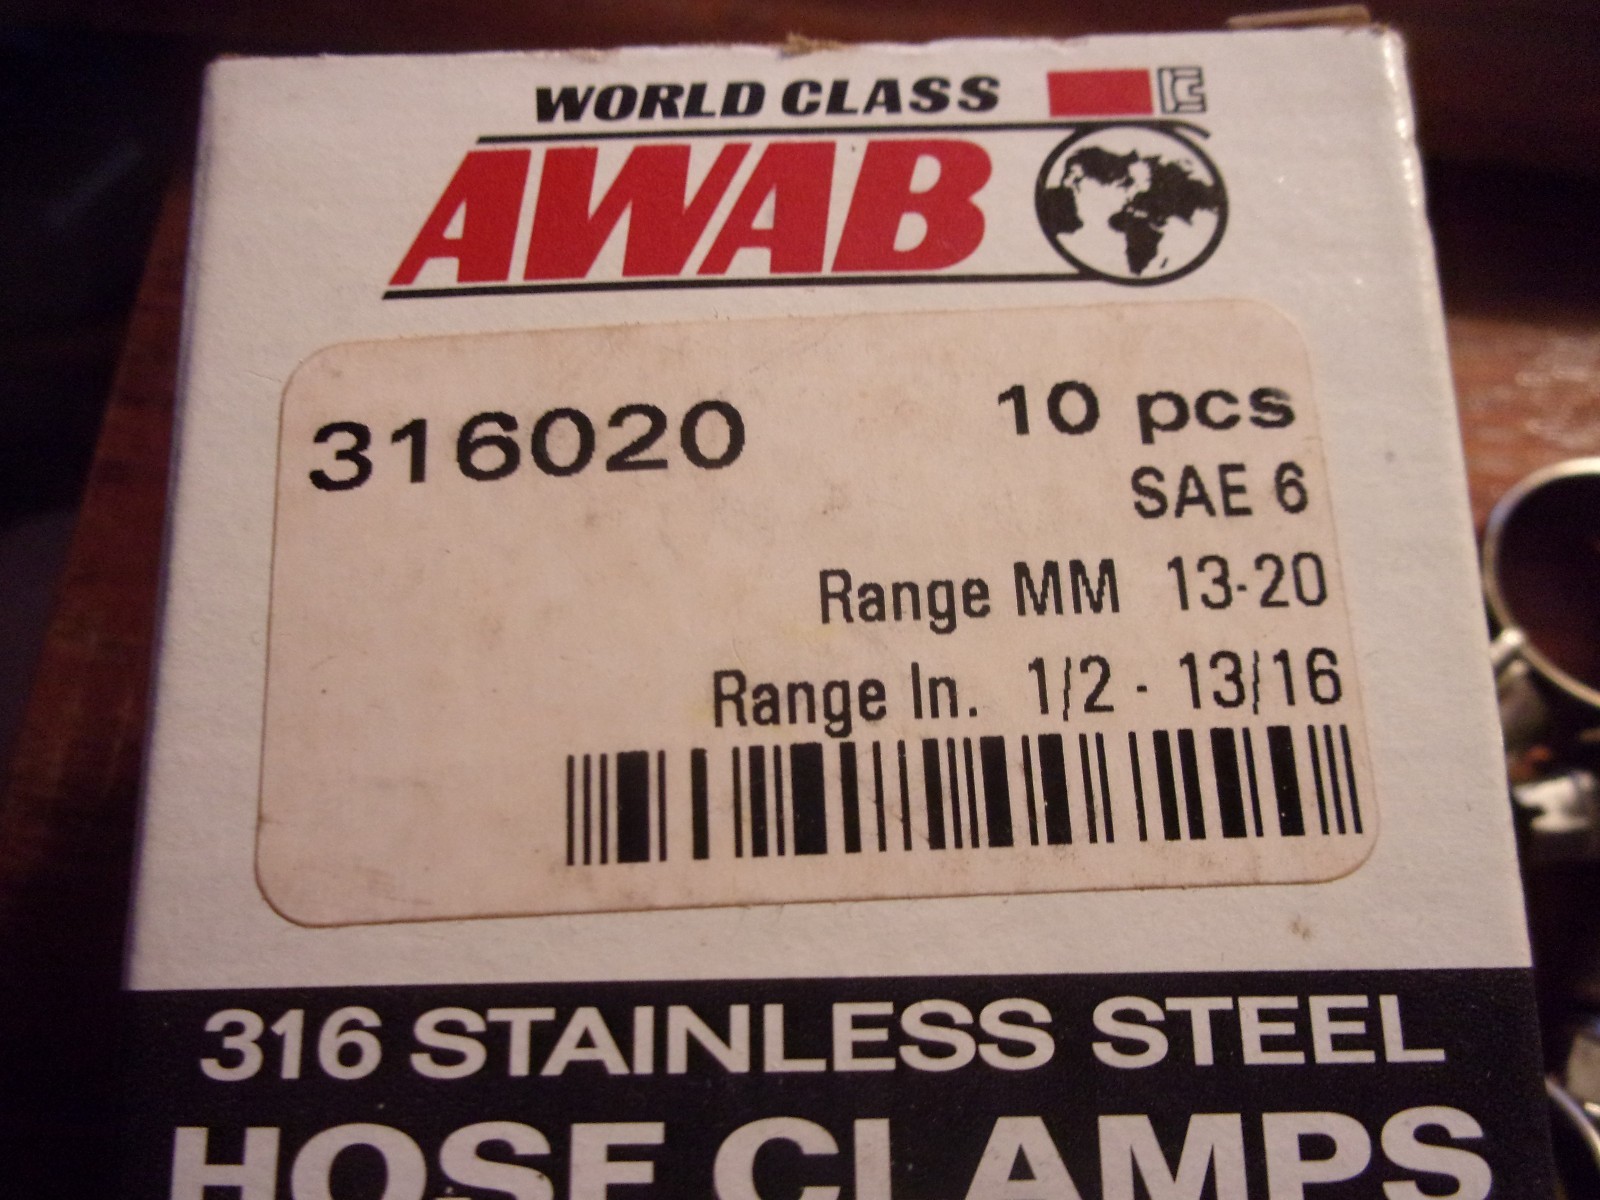 WORLD CLASS
AWAB
316020
10 pcs
SAE 6
Range MM 13-20
Range In. 1/2 - 13/16
316 STAINLESS STEEL
HOSE CLAMPS